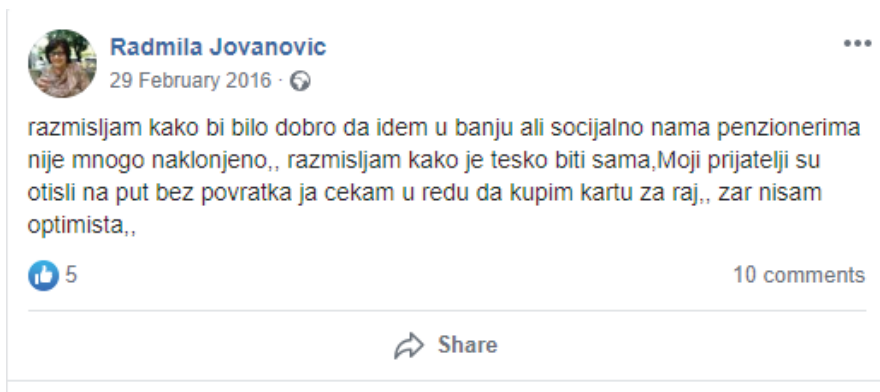 Radmila Jovanovic
29 February 2016 ·
razmisljam kako bi bilo dobro da idem u banju ali socijalno nama penzionerima
nije mnogo naklonjeno,, razmisljam kako je tesko biti sama,Moji prijatelji su
otisli na put bez povratka ja cekam u redu da kupim kartu za raj,, zar nisam
optimista,,
5
10 comments
Share